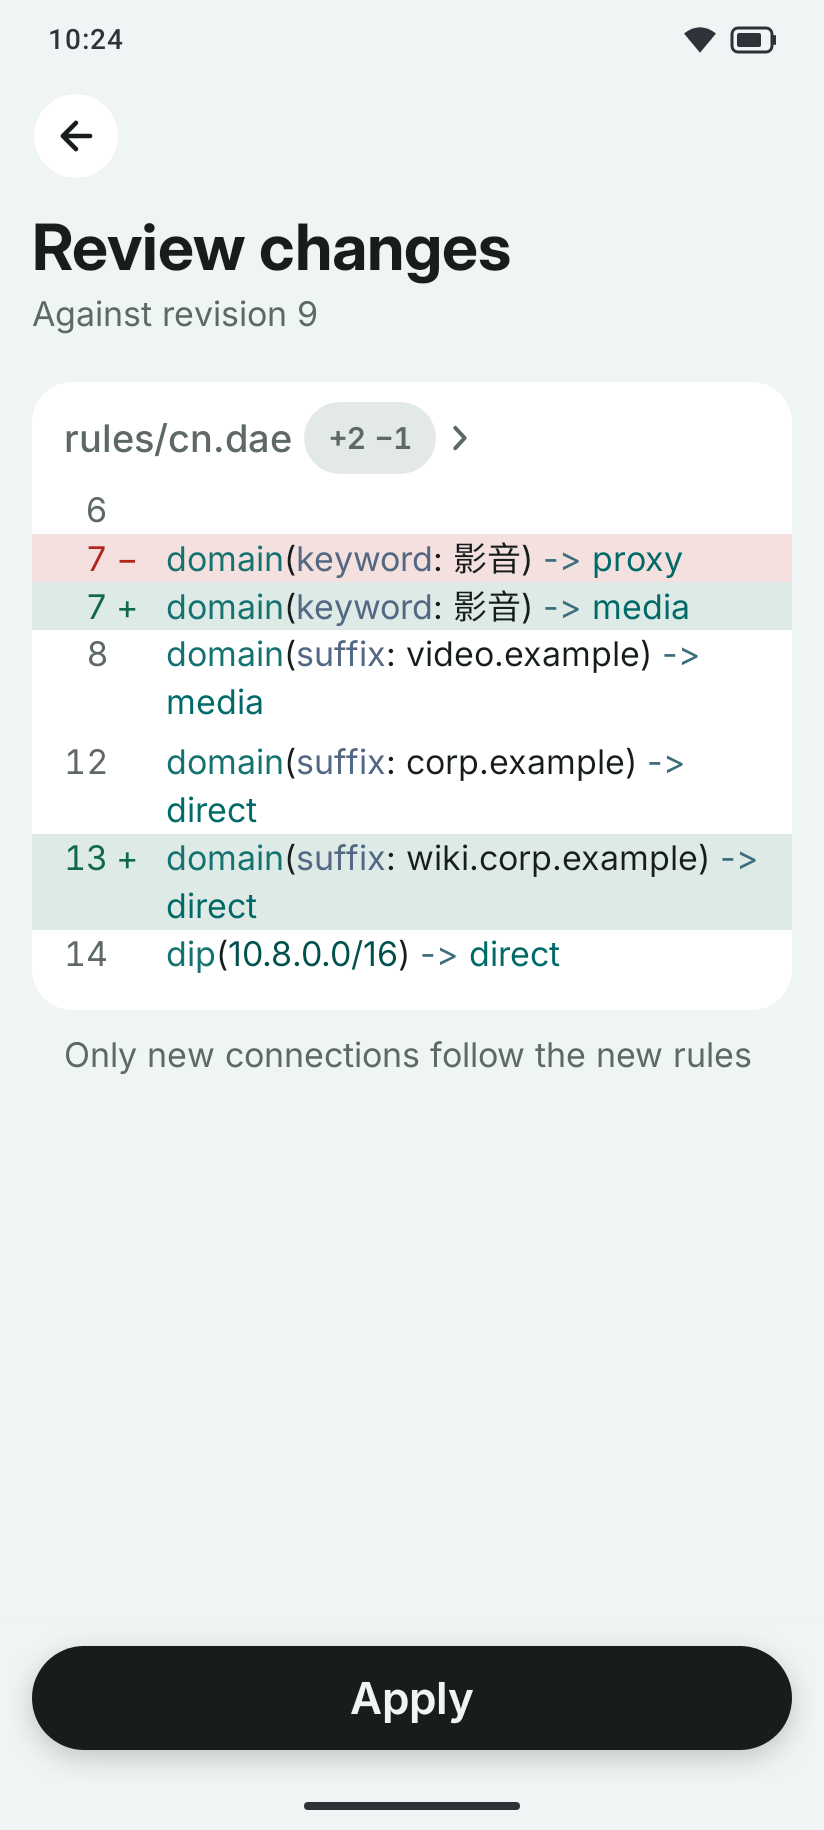 10:24
Review changes
Against revision 9
rules/cn.dae +2 −1
6
7 − domain(keyword: 影音) -> proxy
7 + domain(keyword: 影音) -> media
8 domain(suffix: video.example) ->
media
12 domain(suffix: corp.example) ->
direct
13 + domain(suffix: wiki.corp.example) ->
direct
14 dip(10.8.0.0/16) -> direct
Only new connections follow the new rules
Apply